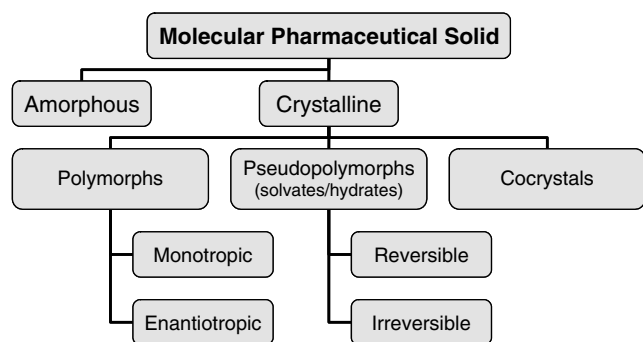 Molecular Pharmaceutical Solid
Amorphous
Crystalline
Polymorphs
Pseudopolymorphs
(solvates/hydrates)
Cocrystals
Monotropic
Reversible
Enantiotropic
Irreversible